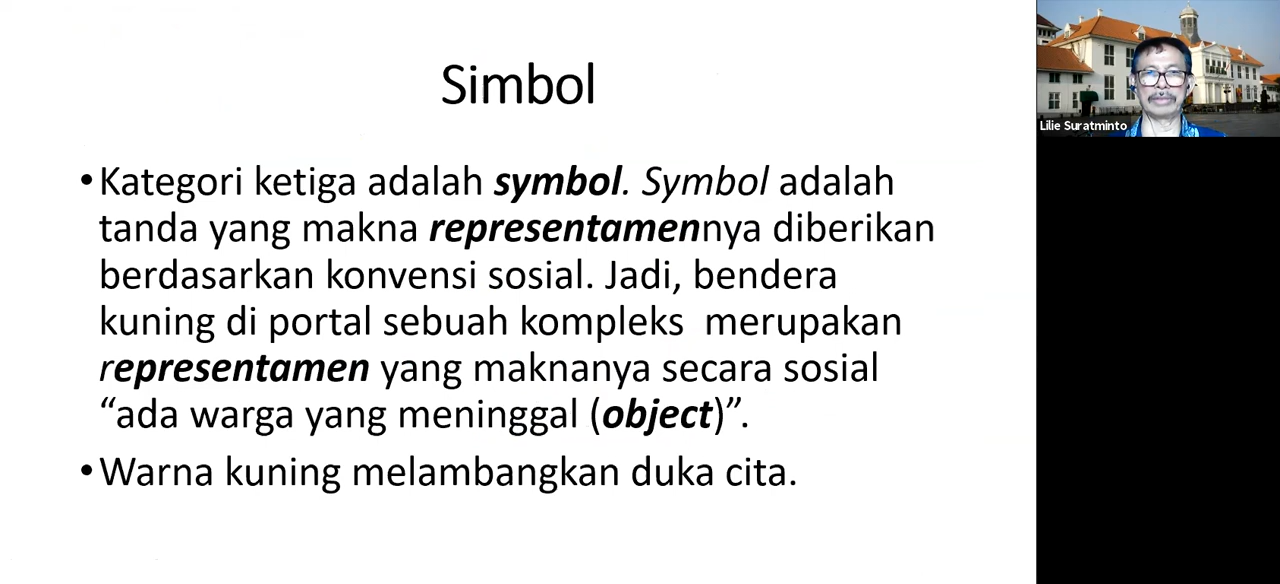 Simbol
•Kategori ketiga adalah symbol. Symbol adalah
tanda yang makna representamennya diberikan
berdasarkan konvensi sosial. Jadi, bendera
kuning di portal sebuah kompleks merupakan
representamen yang maknanya secara sosial
“ada warga yang meninggal (object)”.
•Warna kuning melambangkan duka cita.
Lilie Suratminto